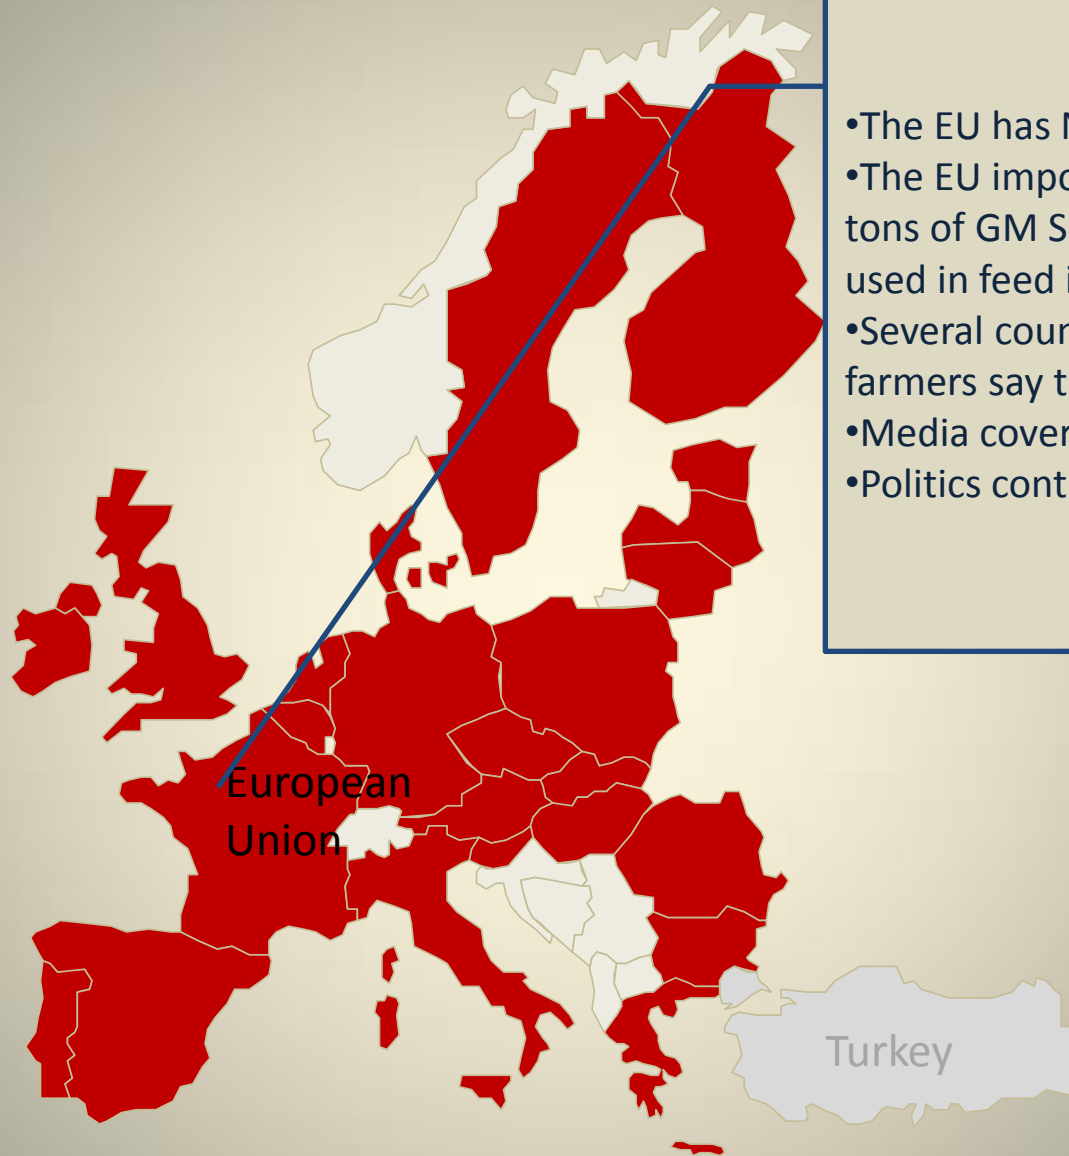 •The EU has
•The EU impo
tons of GM S
used in feed i
•Several coun
farmers say t
•Media cover
•Politics cont
European
Union
Turkey